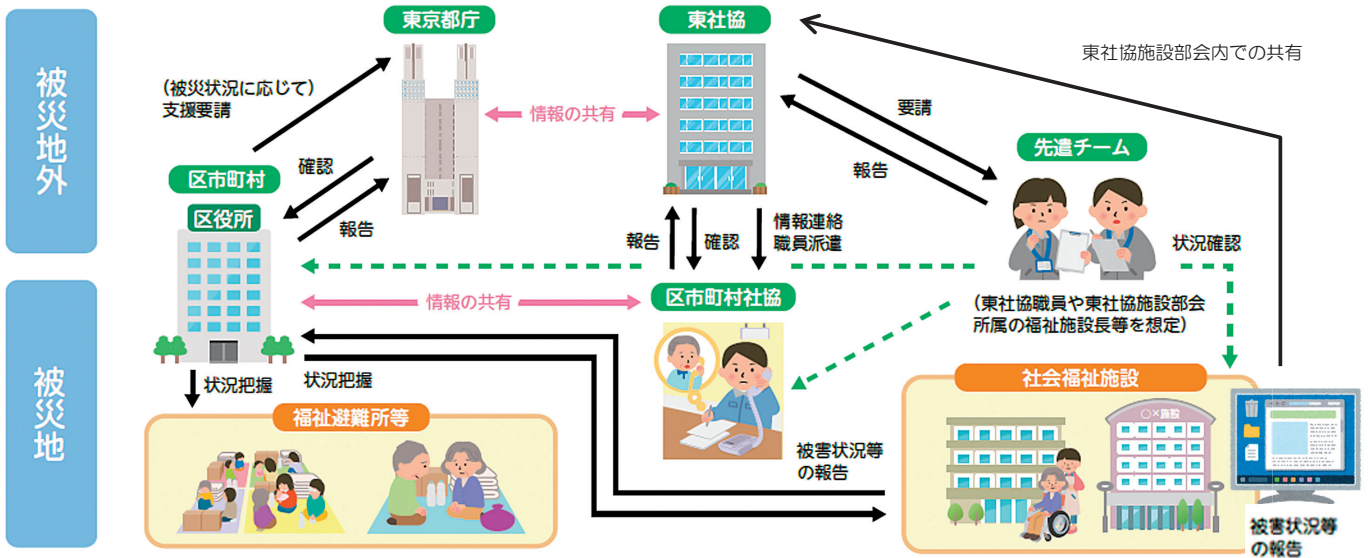 被災地外
被災地
東京都庁
東社協
東社協施設部会内での共有
(被災状況に応じて)
支援要請
情報の共有
要請
先遣チーム
報告
確認
区市町村
区役所
報告
報告
確認
情報連絡
職員派遣
状況確認
情報の共有
区市町村社協
(東社協職員や東社協施設部会
所属の福祉施設長等を想定)
状況把握
状況把握
社会福祉施設
福祉避難所等
〇×施設
被害状況等
の報告
被害状況等
の報告